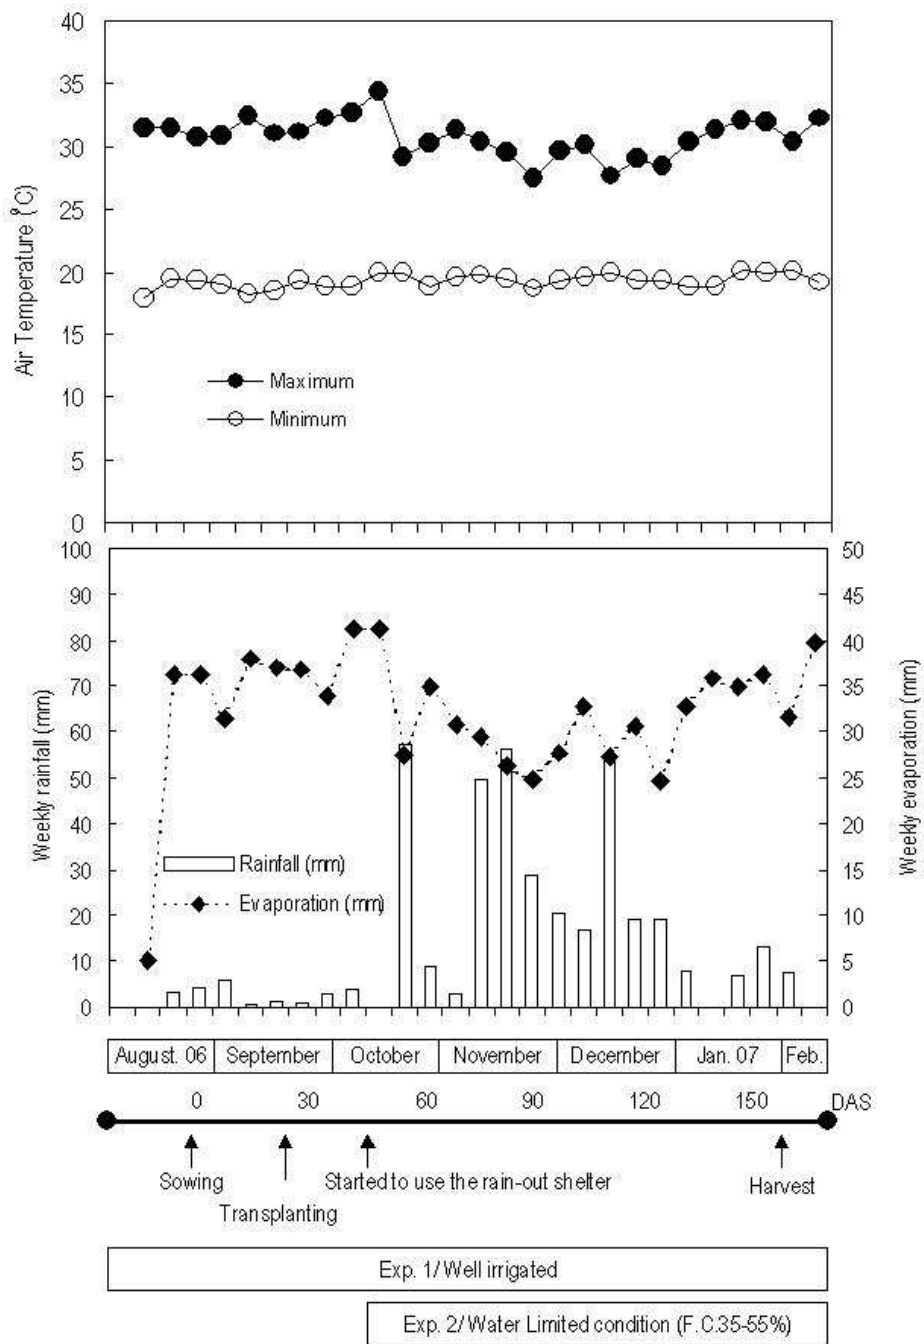 40
35
30
25
20
15
10
5
0
Air Temperature (°C)
Maximum
Minimum
100
90
80
70
60
50
40
30
20
10
0
Weekly rainfall (mm)
50
45
40
35
30
25
20
15
10
5
0
Weekly evaporation (mm)
Rainfall (mm)
Evaporation (mm)
August. 06 September October November December Jan. 07 Feb.
0 30 60 90 120 150 DAS
Sowing Started to use the rain-out shelter Harvest
Transplanting
Exp. 1/ Well irrigated
Exp. 2/ Water Limited condition (F.C.35-55%)